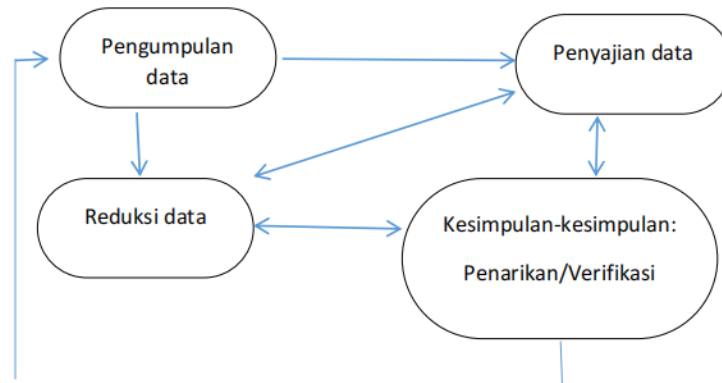 Pengumpulan
data
Penyajian data
Reduksi data
Kesimpulan-kesimpulan:
Penarikan/Verifikasi